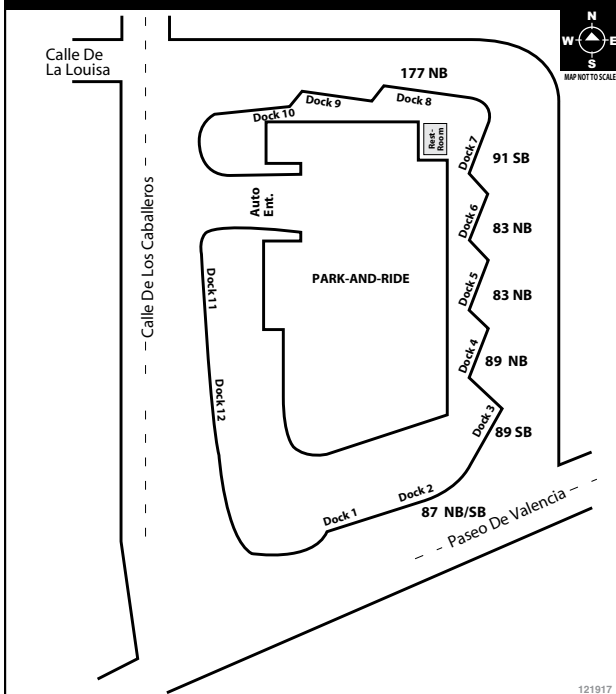 N
W E
S
MAP NOT TO SCALE
Calle De
La Louisa
177 NB
Dock 9
Dock 8
Dock 10
Rest-
Room
Dock 7
91 SB
Auto
Ent.
Dock 6
83 NB
Calle De Los Caballeros
Dock 11
PARK-AND-RIDE
Dock 5
83 NB
Dock 4
89 NB
Dock 12
Dock 3
89 SB
Dock 1
Dock 2
87 NB/SB
Paseo De Valencia
121917